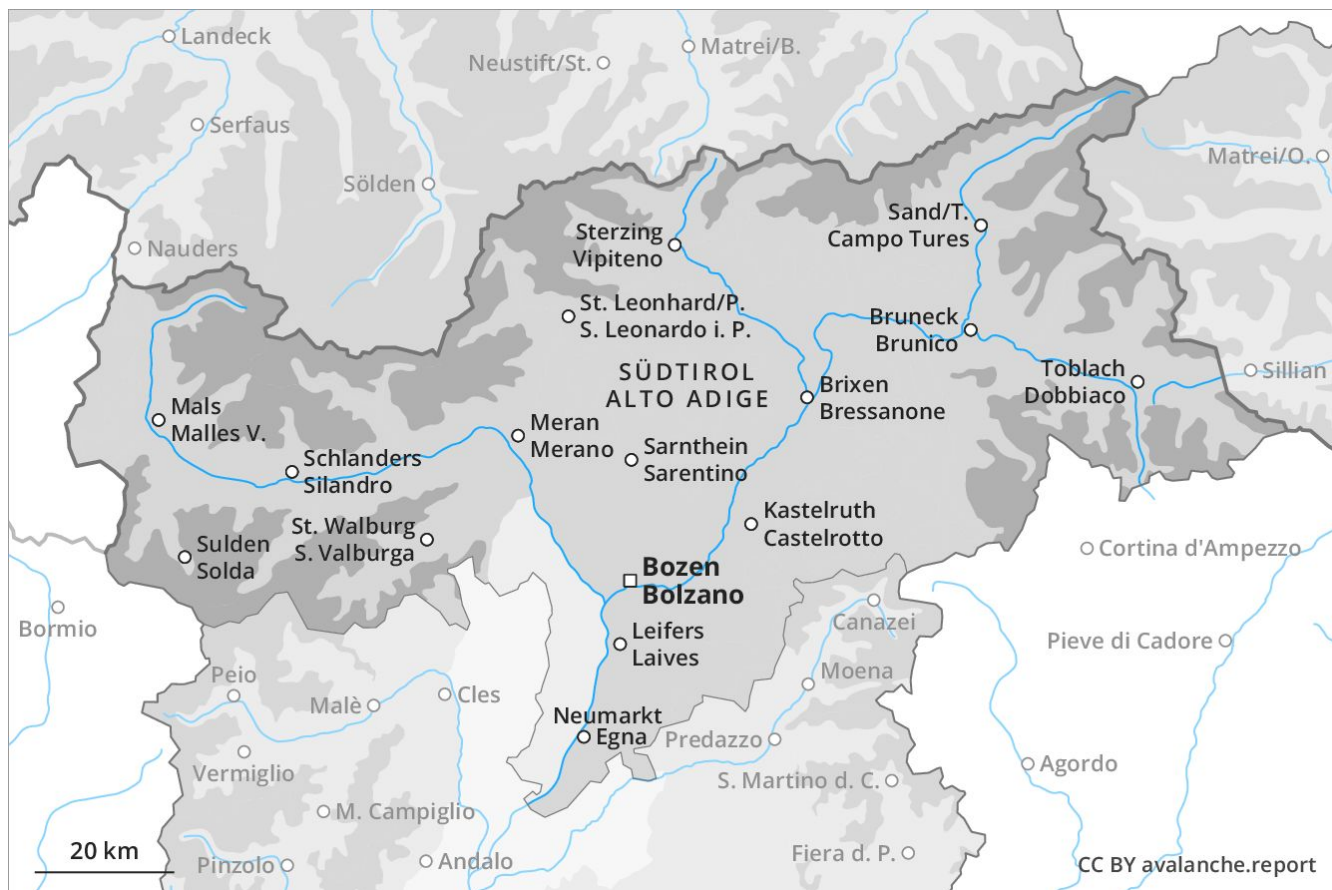 Landeck
Matrei/B.
Neustift/St.
Serfaus
Matrei/O.
Sölden
Sand/T.
Campo Tures
Sterzing
Vipiteno
Nauders
St. Leonhard/P.
S. Leonardo i. P.
Bruneck
Brunico
SÜDTIROL
ALTO ADIGE
Toblach
Dobbiaco
Sillian
Brixen
Bressanone
Mals
Malles V.
Meran
Merano
Sarnthein
Sarentino
Schlanders
Silandro
Kastelruth
Castelrotto
St. Walburg
S. Valburga
Sulden
Solda
Cortina d'Ampezzo
Bozen
Bolzano
Bormio
Canazei
Leifers
Laives
Pieve di Cadore
Peio
Moena
Malè
Cles
Neumarkt
Egna
Predazzo
Vermiglio
Agordo
S. Martino d. C.
M. Campiglio
20 km
Pinzolo
Andalo
Fiera d. P.
CC BY avalanche.report